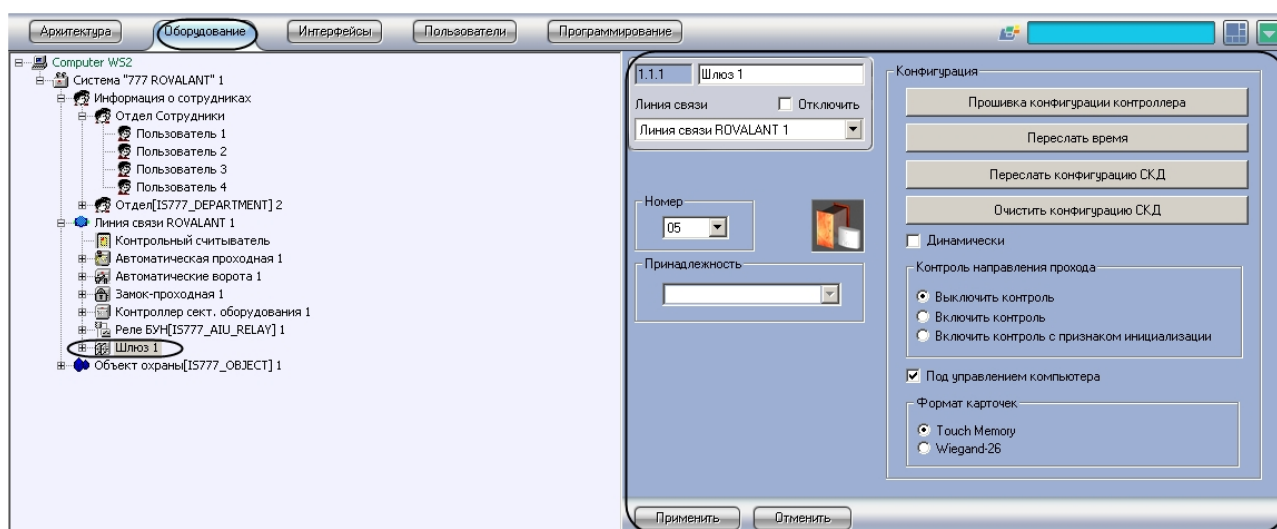 Архитектура Оборудование Интерфейсы Пользователи Программирование
Computer WS2
Система "777 ROVALANT" 1
Информация о сотрудниках
Отдел Сотрудники
Пользователь 1
Пользователь 2
Пользователь 3
Пользователь 4
Отдел[IS777_DEPARTMENT] 2
Линия связи ROVALANT 1
Контрольный считыватель
Автоматическая проходная 1
Автоматические ворота 1
Замок-проходная 1
Контроллер сект. оборудования 1
Реле БУН[IS777_AIU_RELAY] 1
Шлюз 1
Объект охраны[IS777_OBJECT] 1
1.1.1 Шлюз 1
Линия связи Отключить
Линия связи ROVALANT 1
Номер
05
Принадлежность
Конфигурация
Прошивка конфигурации контроллера
Переслать время
Переслать конфигурацию СКД
Очистить конфигурацию СКД
Динамически
Контроль направления прохода
Выключить контроль
Включить контроль
Включить контроль с признаком инициализации
Под управлением компьютера
Формат карточек
Touch Memory
Wiegand-26
Применить Отменить